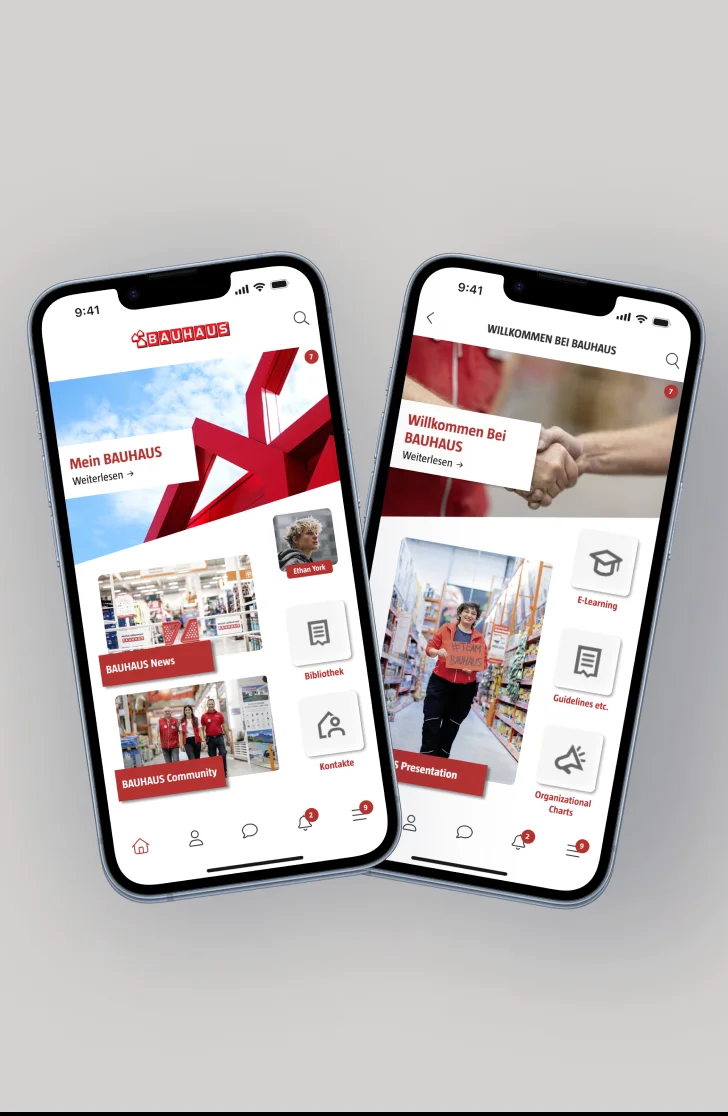 9:41
BAUHAUS
7
Mein BAUHAUS
Weiterlesen →
Ethan York
BAUHAUS News
Bibliothek
BAUHAUS Community
Kontakte
2
9
9:41
WILLKOMMEN BEI BAUHAUS
7
Willkommen Bei
BAUHAUS
Weiterlesen →
E-Learning
#TEAM
BAUHAUS
Guidelines etc.
S Presentation
Organizational
Charts
2
9